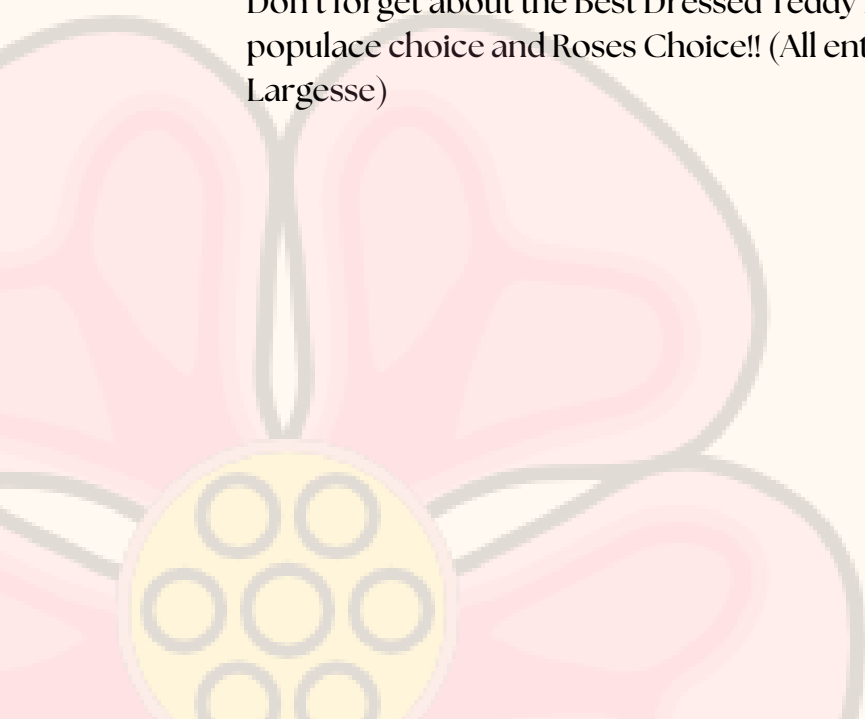 Don't forget about the Best Dressed Teddy
populace choice and Roses Choice!! (All ent
Largesse)